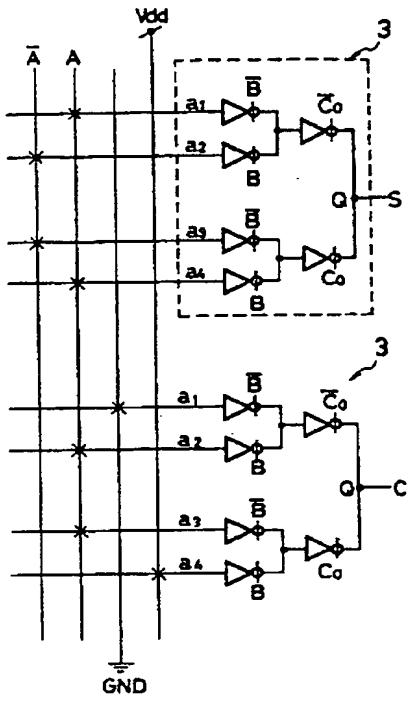 Vdd
3
Ā A
a1 B̄ C̄o
a2 B
Q S
a3 B̄
a4 B Co
3
a1 B̄ C̄o
a2 B
Q C
a3 B̄
a4 B Co
GND